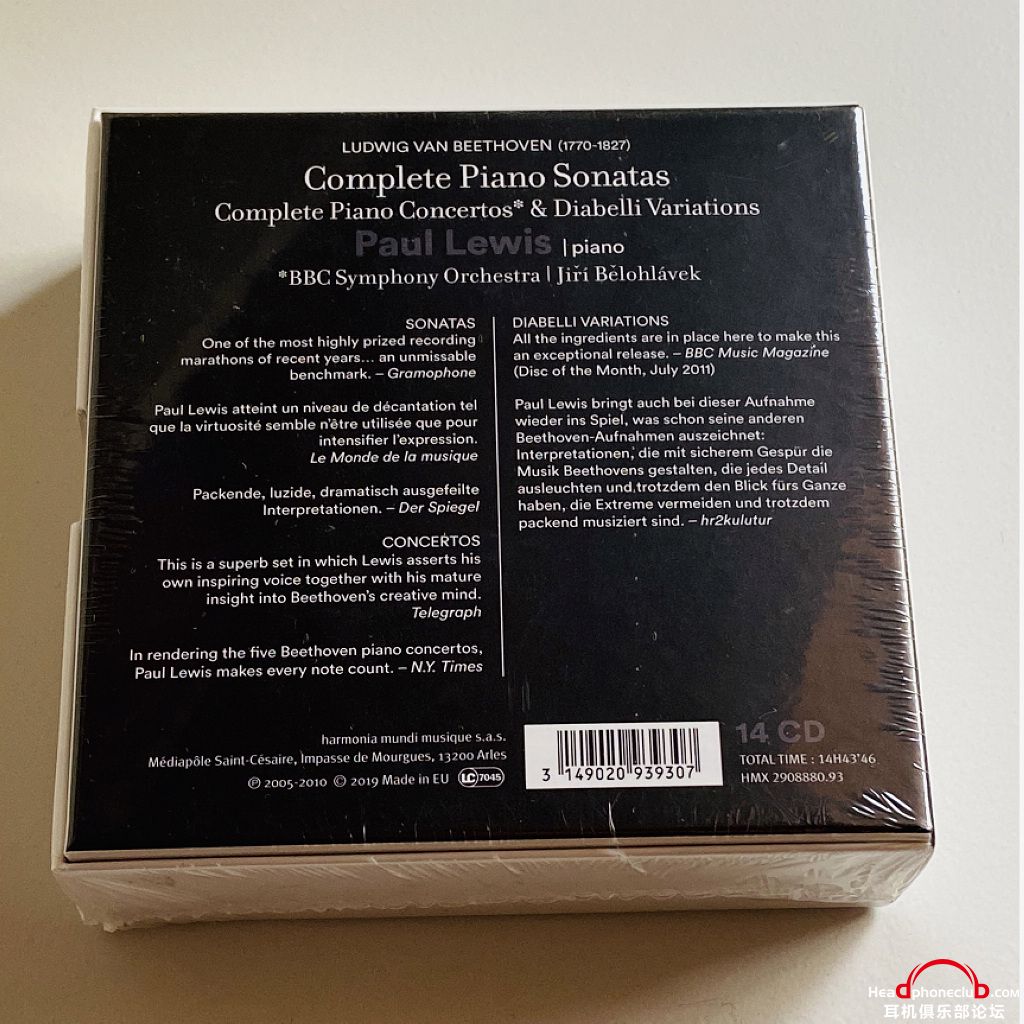 LUDWIG VAN BEETHOVEN (1770-1827)
Complete Piano Sonatas
Complete Piano Concertos* & Diabelli Variations
Paul Lewis | piano
*BBC Symphony Orchestra | Jiří Bělohlávek
SONATAS
One of the most highly prized recording
marathons of recent years... an unmissable
benchmark. – Gramophone
Paul Lewis atteint un niveau de décantation tel
que la virtuosité semble n'être utilisée que pour
intensifier l'expression.
Le Monde de la musique
Packende, luzide, dramatisch ausgefeilte
Interpretationen. – Der Spiegel
CONCERTOS
This is a superb set in which Lewis asserts his
own inspiring voice together with his mature
insight into Beethoven's creative mind.
Telegraph
In rendering the five Beethoven piano concertos,
Paul Lewis makes every note count. – N.Y. Times
DIABELLI VARIATIONS
All the ingredients are in place here to make this
an exceptional release. – BBC Music Magazine
(Disc of the Month, July 2011)
Paul Lewis bringt auch bei dieser Aufnahme
wieder ins Spiel, was schon seine anderen
Beethoven-Aufnahmen auszeichnet:
Interpretationen, die mit sicherem Gespür die
Musik Beethovens gestalten, die jedes Detail
ausleuchten und trotzdem den Blick fürs Ganze
haben, die Extreme vermeiden und trotzdem
packend musiziert sind. – hr2kulutur
harmonia mundi musique s.a.s.
Médiapôle Saint-Césaire, Impasse de Mourgues, 13200 Arles
℗ 2005-2010 © 2019 Made in EU LC 7045
3 149020 939307
14 CD
TOTAL TIME : 14H43'46
HMX 2908880.93
Headphoneclub.com
耳机俱乐部论坛